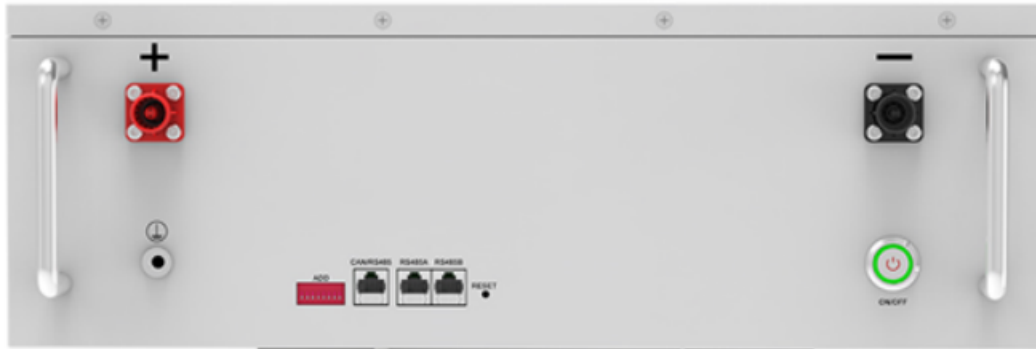 +
−
ADD
CAN/RS485
RS485A
RS485B
RESET
ON/OFF